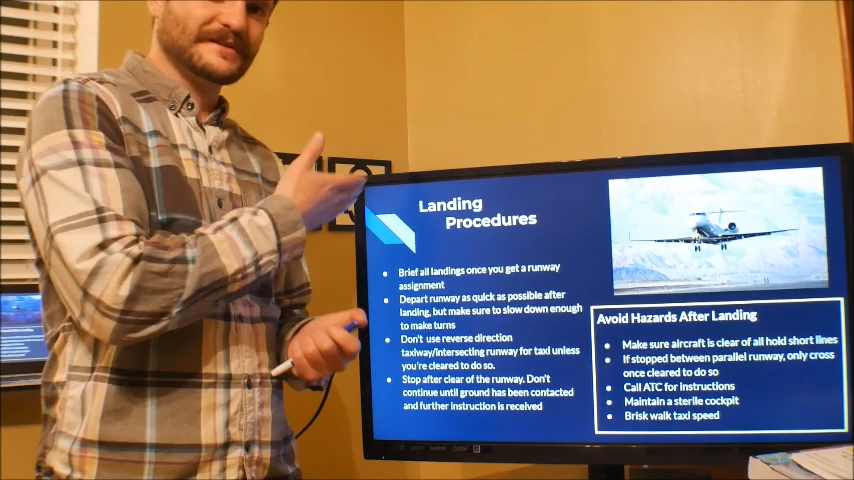 Landing
Procedures
Brief all landings once you get a runway
assignment
Depart runway as quick as possible after
landing, but make sure to slow down enough
to make turns
Don't use reverse direction
taxiway/intersecting runway for taxi unless
you're cleared to do so.
Stop after clear of the runway. Don't
continue until ground has been contacted
and further instruction is received
Avoid Hazards After Landing
Make sure aircraft is clear of all hold short lines
If stopped between parallel runway, only cross
once cleared to do so
Call ATC for instructions
Maintain a sterile cockpit
Brisk walk taxi speed